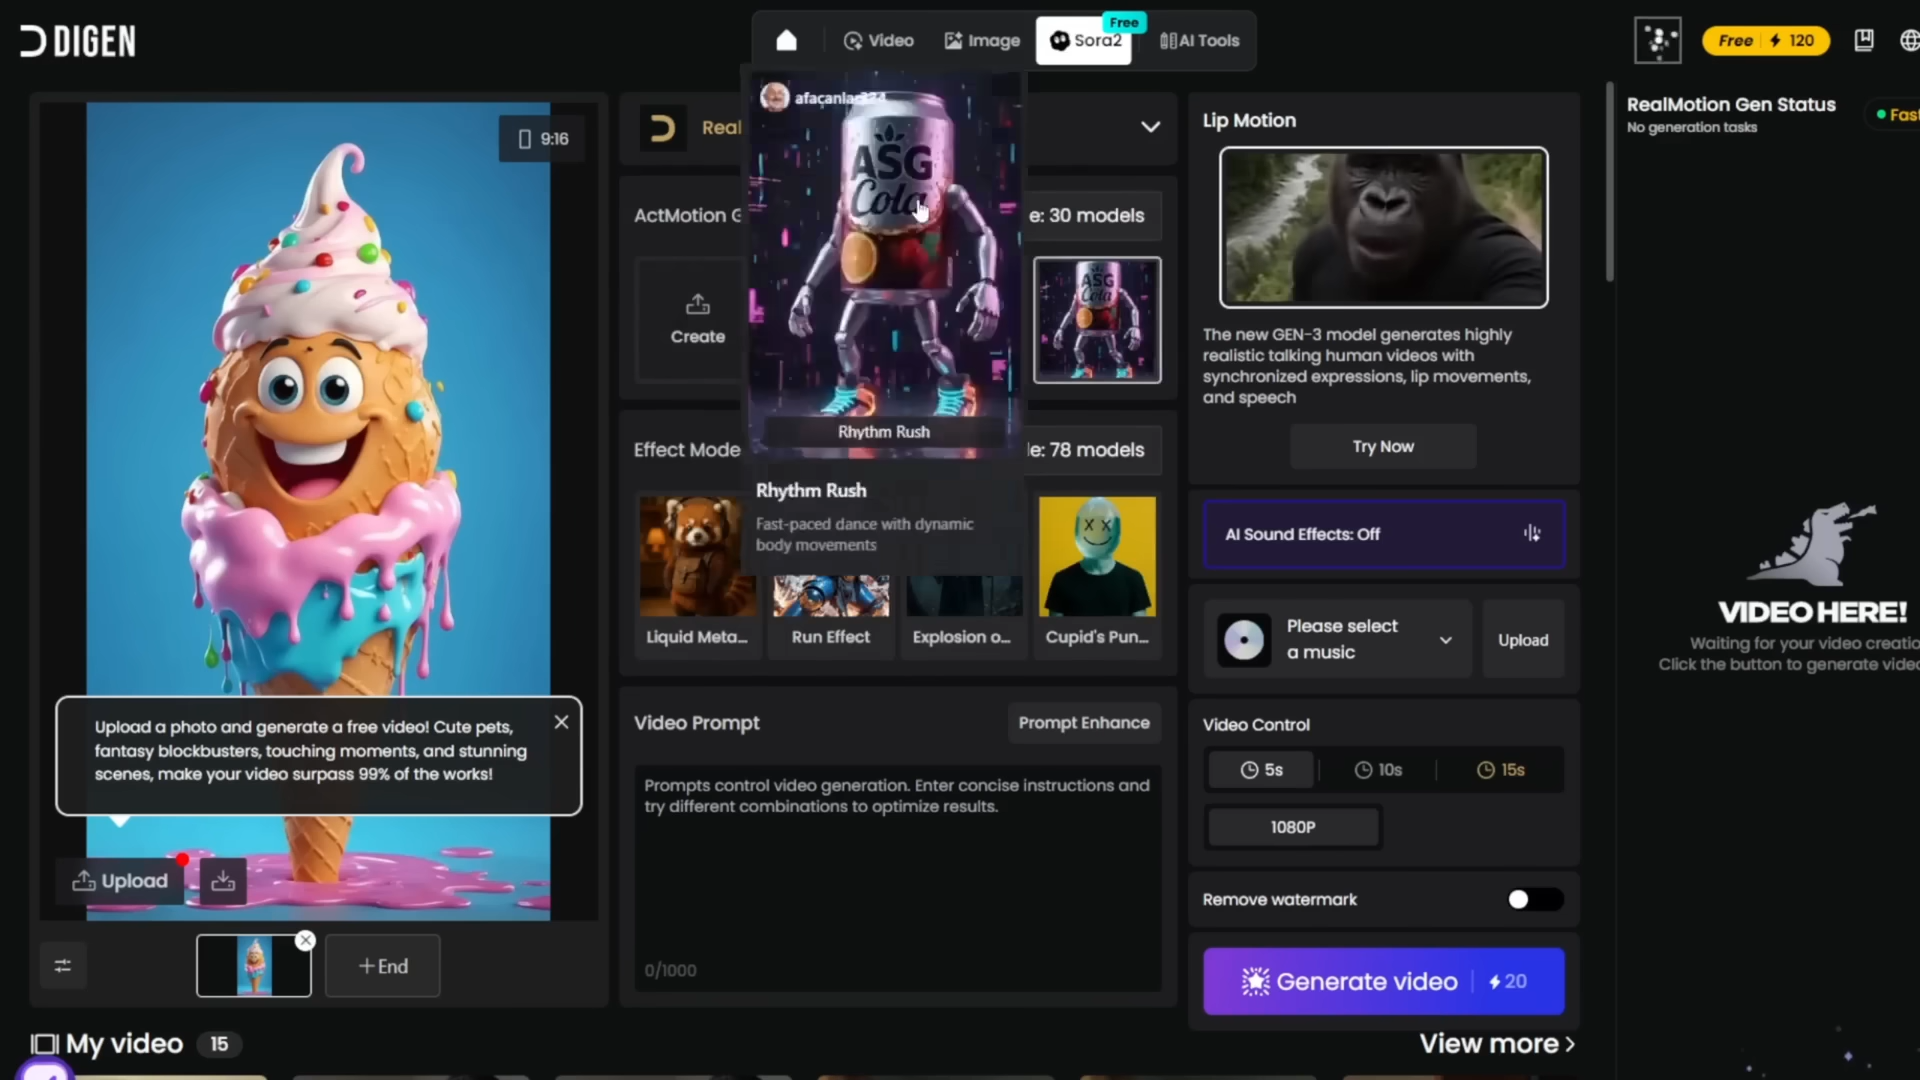 DIGEN
Video
Image
Sora2
Free
AI Tools
Free
120
9:16
Upload a photo and generate a free video! Cute pets,
fantasy blockbusters, touching moments, and stunning
scenes, make your video surpass 99% of the works!
Upload
+End
Real
ActMotion G
e: 30 models
Create
ASG
Cola
Rhythm Rush
Rhythm Rush
Fast-paced dance with dynamic
body movements
ASG
Cola
Effect Mode
le: 78 models
Liquid Meta...
Run Effect
Explosion o...
Cupid's Pun...
Video Prompt
Prompt Enhance
Prompts control video generation. Enter concise instructions and
try different combinations to optimize results.
0/1000
Lip Motion
The new GEN-3 model generates highly
realistic talking human videos with
synchronized expressions, lip movements,
and speech
Try Now
AI Sound Effects: Off
Please select
a music
Upload
Video Control
5s
10s
15s
1080P
Remove watermark
Generate video
20
RealMotion Gen Status
No generation tasks
Fast
VIDEO HERE!
Waiting for your video creatio
Click the button to generate video
My video
15
View more